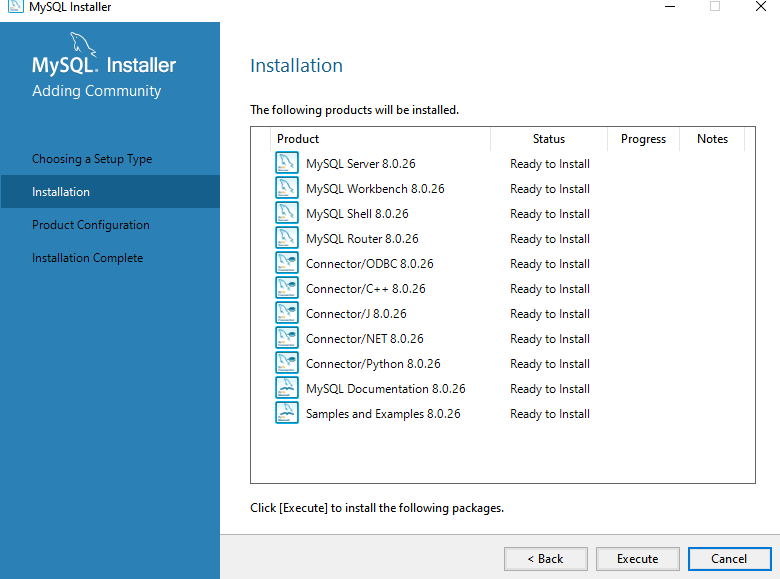 MySQL Installer
MySQL. Installer
Adding Community
Choosing a Setup Type
Installation
Product Configuration
Installation Complete
Installation
The following products will be installed.
Product Status Progress Notes
MySQL Server 8.0.26 Ready to Install
MySQL Workbench 8.0.26 Ready to Install
MySQL Shell 8.0.26 Ready to Install
MySQL Router 8.0.26 Ready to Install
Connector/ODBC 8.0.26 Ready to Install
Connector/C++ 8.0.26 Ready to Install
Connector/J 8.0.26 Ready to Install
Connector/NET 8.0.26 Ready to Install
Connector/Python 8.0.26 Ready to Install
MySQL Documentation 8.0.26 Ready to Install
Samples and Examples 8.0.26 Ready to Install
Click [Execute] to install the following packages.
< Back Execute Cancel